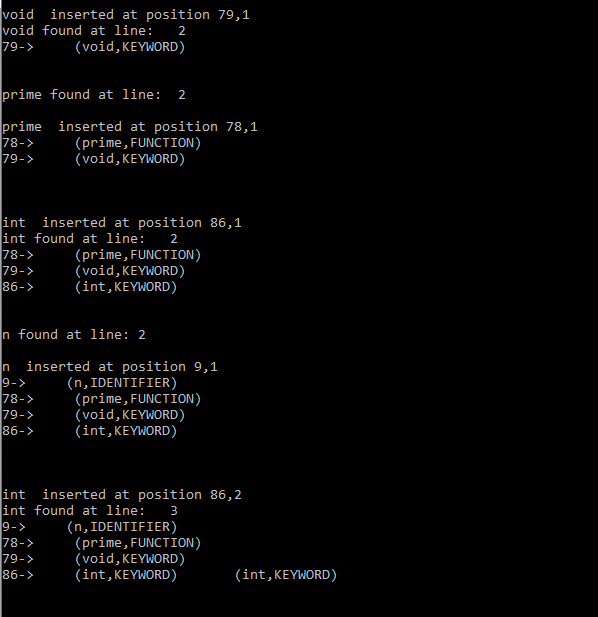 void  inserted at position 79,1
void found at line:   2
79->     (void,KEYWORD)
prime found at line:  2
prime  inserted at position 78,1
78->     (prime,FUNCTION)
79->     (void,KEYWORD)
int  inserted at position 86,1
int found at line:   2
78->     (prime,FUNCTION)
79->     (void,KEYWORD)
86->     (int,KEYWORD)
n found at line: 2
n  inserted at position 9,1
9->     (n,IDENTIFIER)
78->     (prime,FUNCTION)
79->     (void,KEYWORD)
86->     (int,KEYWORD)
int  inserted at position 86,2
int found at line:   3
9->     (n,IDENTIFIER)
78->     (prime,FUNCTION)
79->     (void,KEYWORD)
86->     (int,KEYWORD)       (int,KEYWORD)